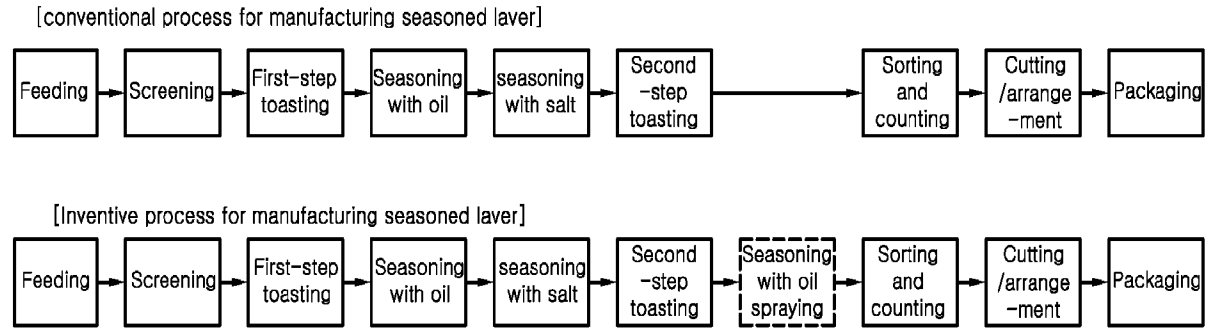 [conventional process for manufacturing seasoned laver]
Feeding
Screening
First-step
toasting
Seasoning
with oil
seasoning
with salt
Second
-step
toasting
Sorting
and
counting
Cutting
/arrange
-ment
Packaging
[Inventive process for manufacturing seasoned laver]
Feeding
Screening
First-step
toasting
Seasoning
with oil
seasoning
with salt
Second
-step
toasting
Seasoning
with oil
spraying
Sorting
and
counting
Cutting
/arrange
-ment
Packaging